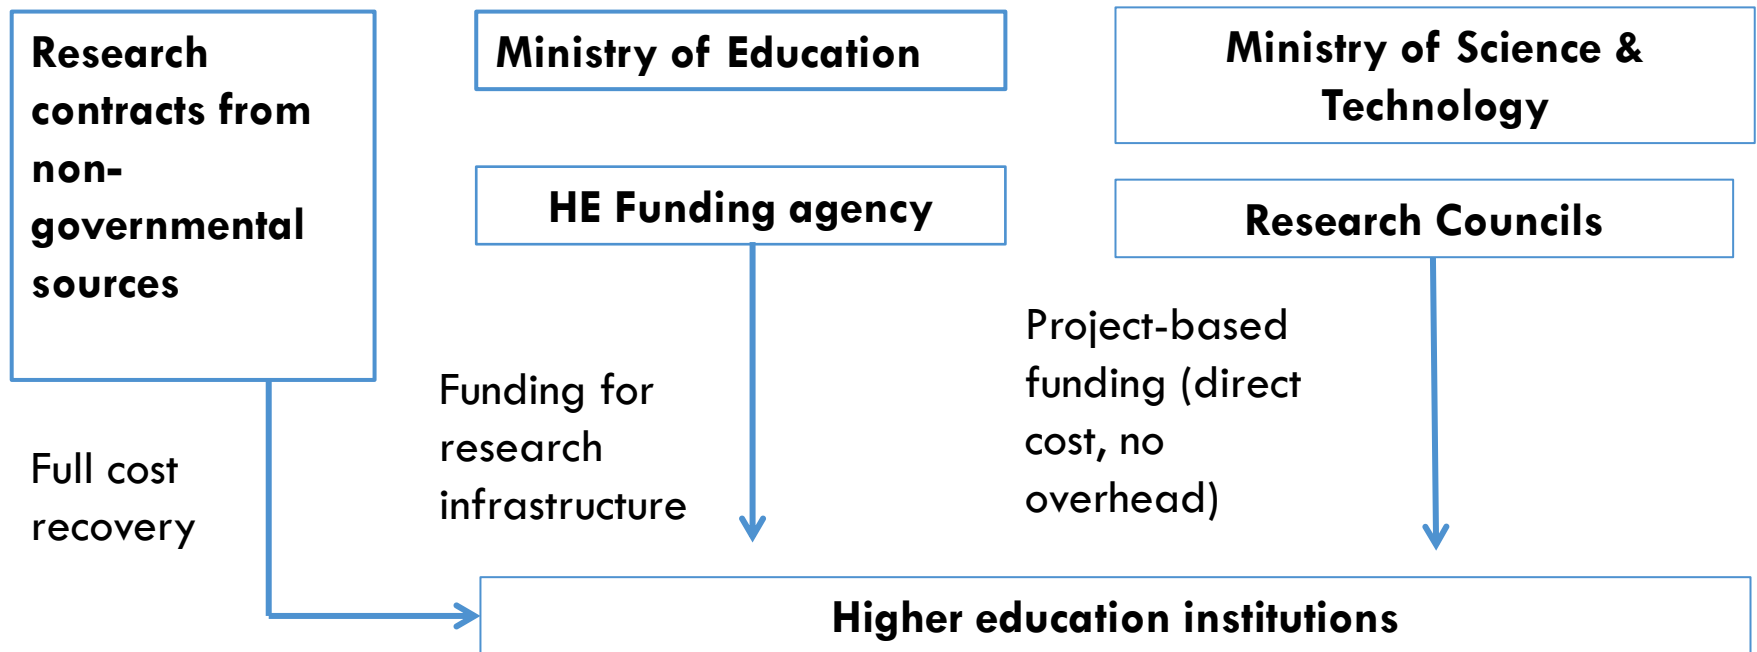 Research
contracts from
non-
governmental
sources
Ministry of Education
Ministry of Science &
Technology
HE Funding agency
Research Councils
Full cost
recovery
Funding for
research
infrastructure
Project-based
funding (direct
cost, no
overhead)
Higher education institutions